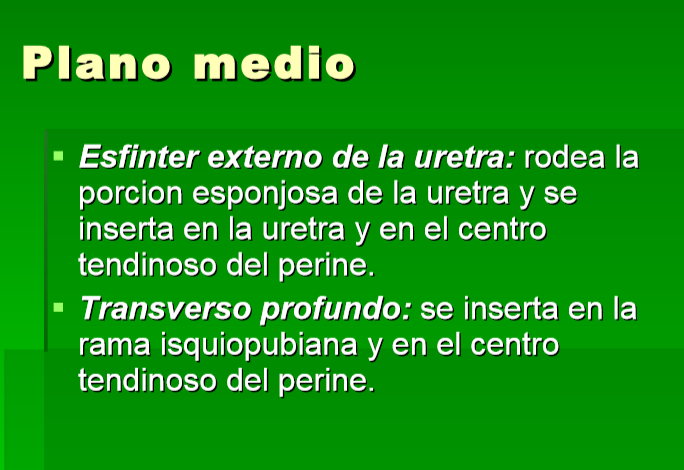 Plano medio
Esfinter externo de la uretra: rodea la
porcion esponjosa de la uretra y se
inserta en la uretra y en el centro
tendinoso del perine.
Transverso profundo: se inserta en la
rama isquiopubiana y en el centro
tendinoso del perine.